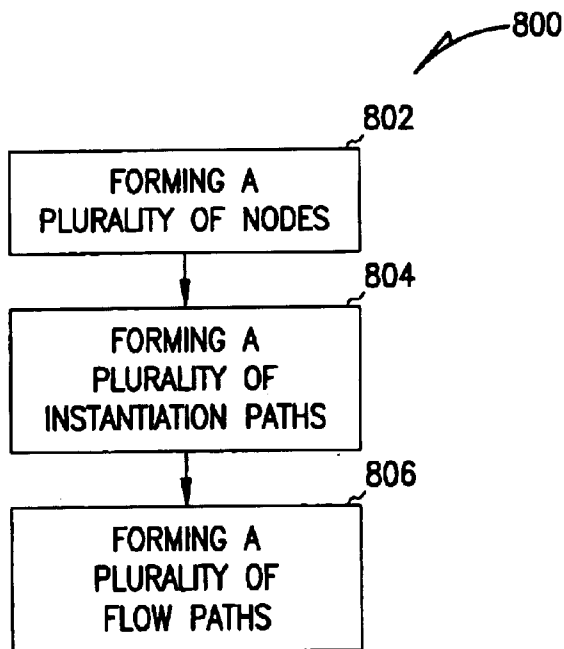 800
802
FORMING A
PLURALITY OF NODES
804
FORMING A
PLURALITY OF
INSTANTIATION PATHS
806
FORMING A
PLURALITY OF
FLOW PATHS